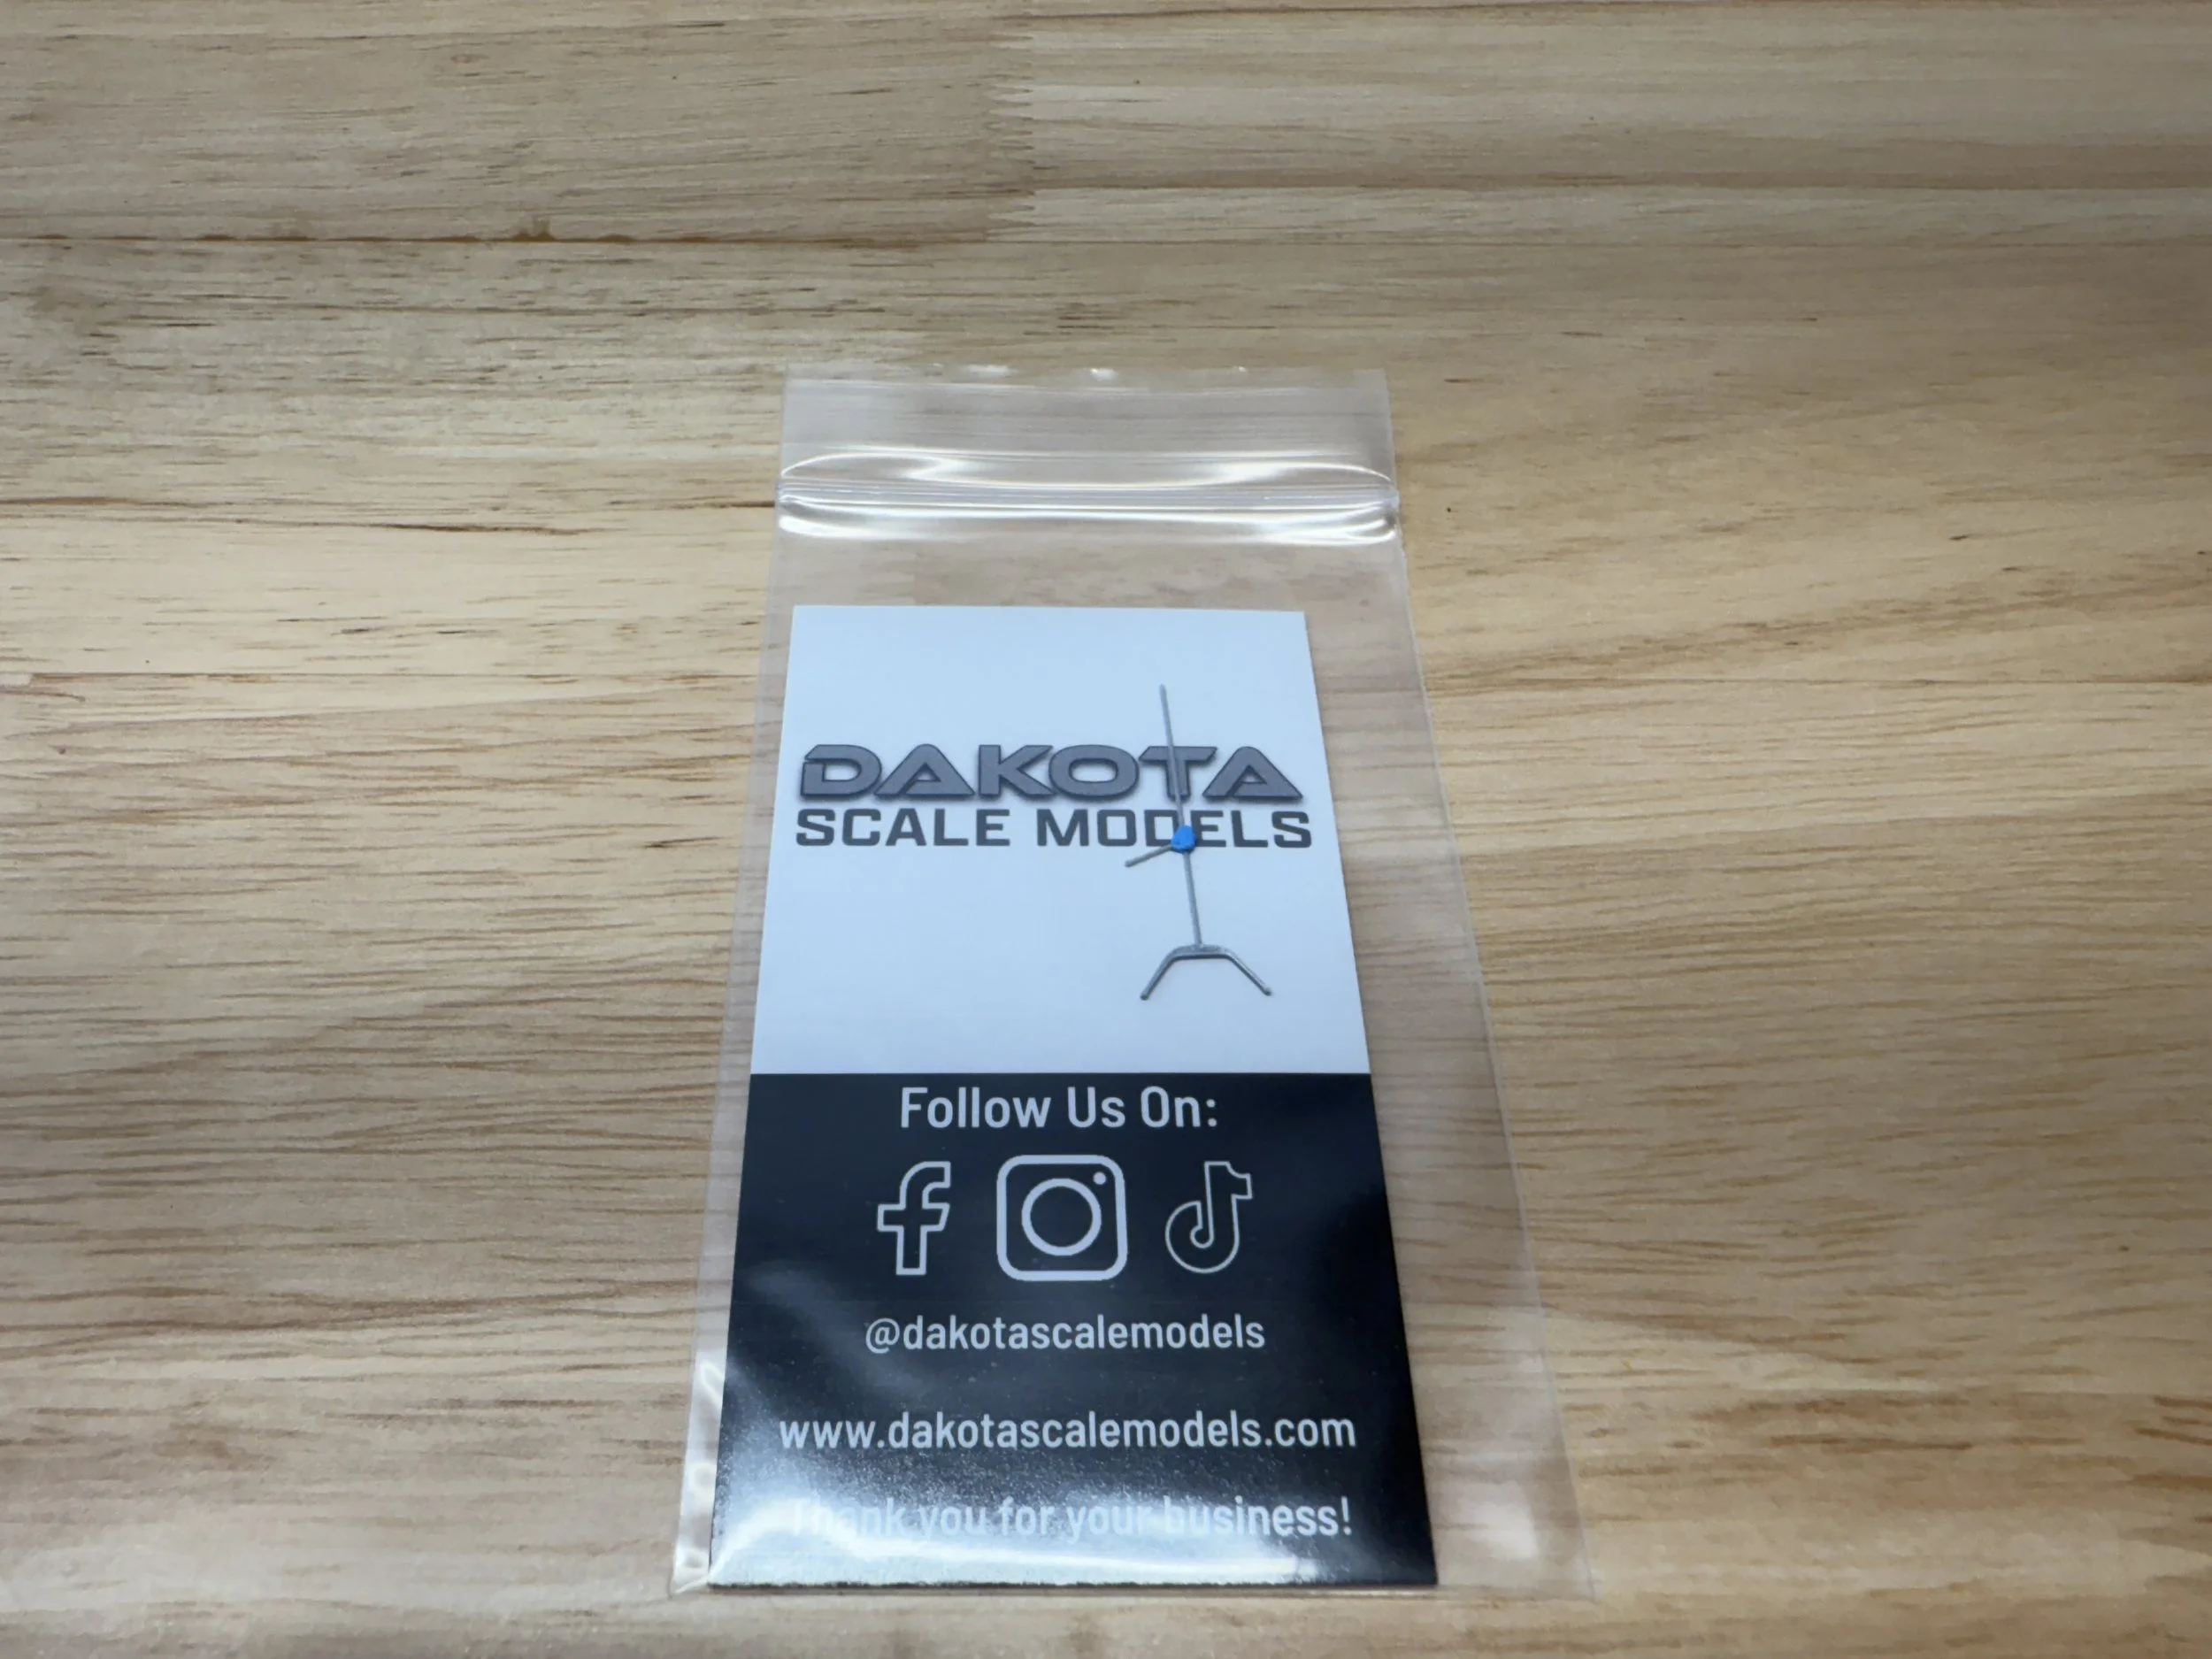 DAKOTA
SCALE MODELS
Follow Us On:
@dakotascalemodels
www.dakotascalemodels.com
Thank you for your business!